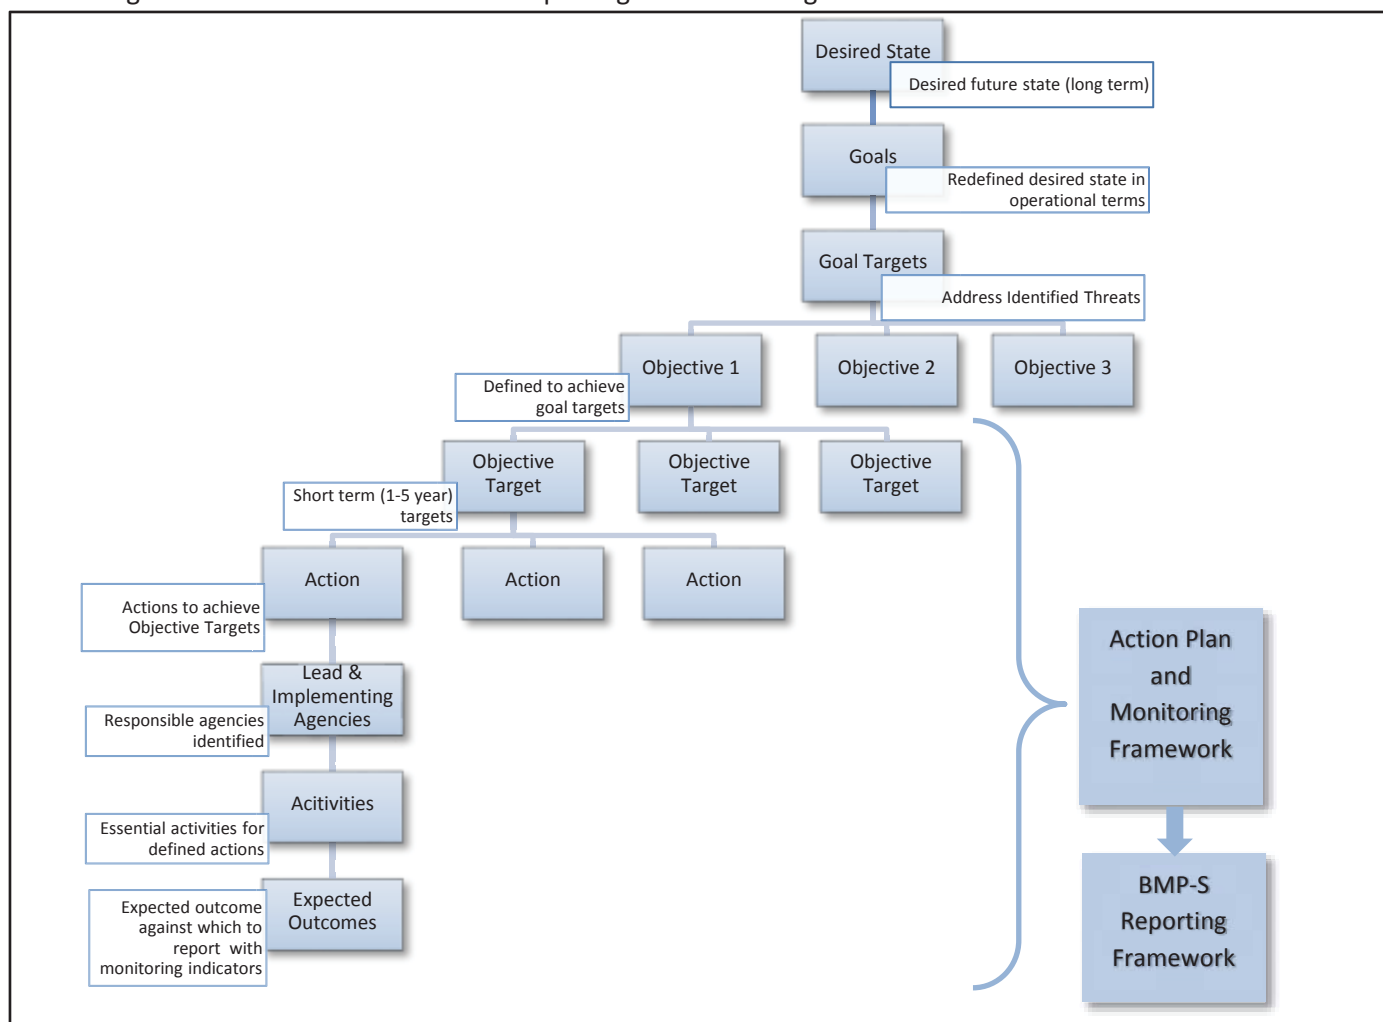 Desired State
Desired future state (long term)
Goals
Redefined desired state in
operational terms
Goal Targets
Address Identified Threats
Objective 1
Objective 2
Objective 3
Defined to achieve
goal targets
Objective
Target
Objective
Target
Objective
Target
Short term (1-5 year)
targets
Action
Action
Action
Actions to achieve
Objective Targets
Lead &
Implementing
Agencies
Responsible agencies
identified
Acitivities
Essential activities for
defined actions
Expected
Outcomes
Expected outcome
against which to
report with
monitoring indicators
Action Plan
and
Monitoring
Framework
BMP-S
Reporting
Framework